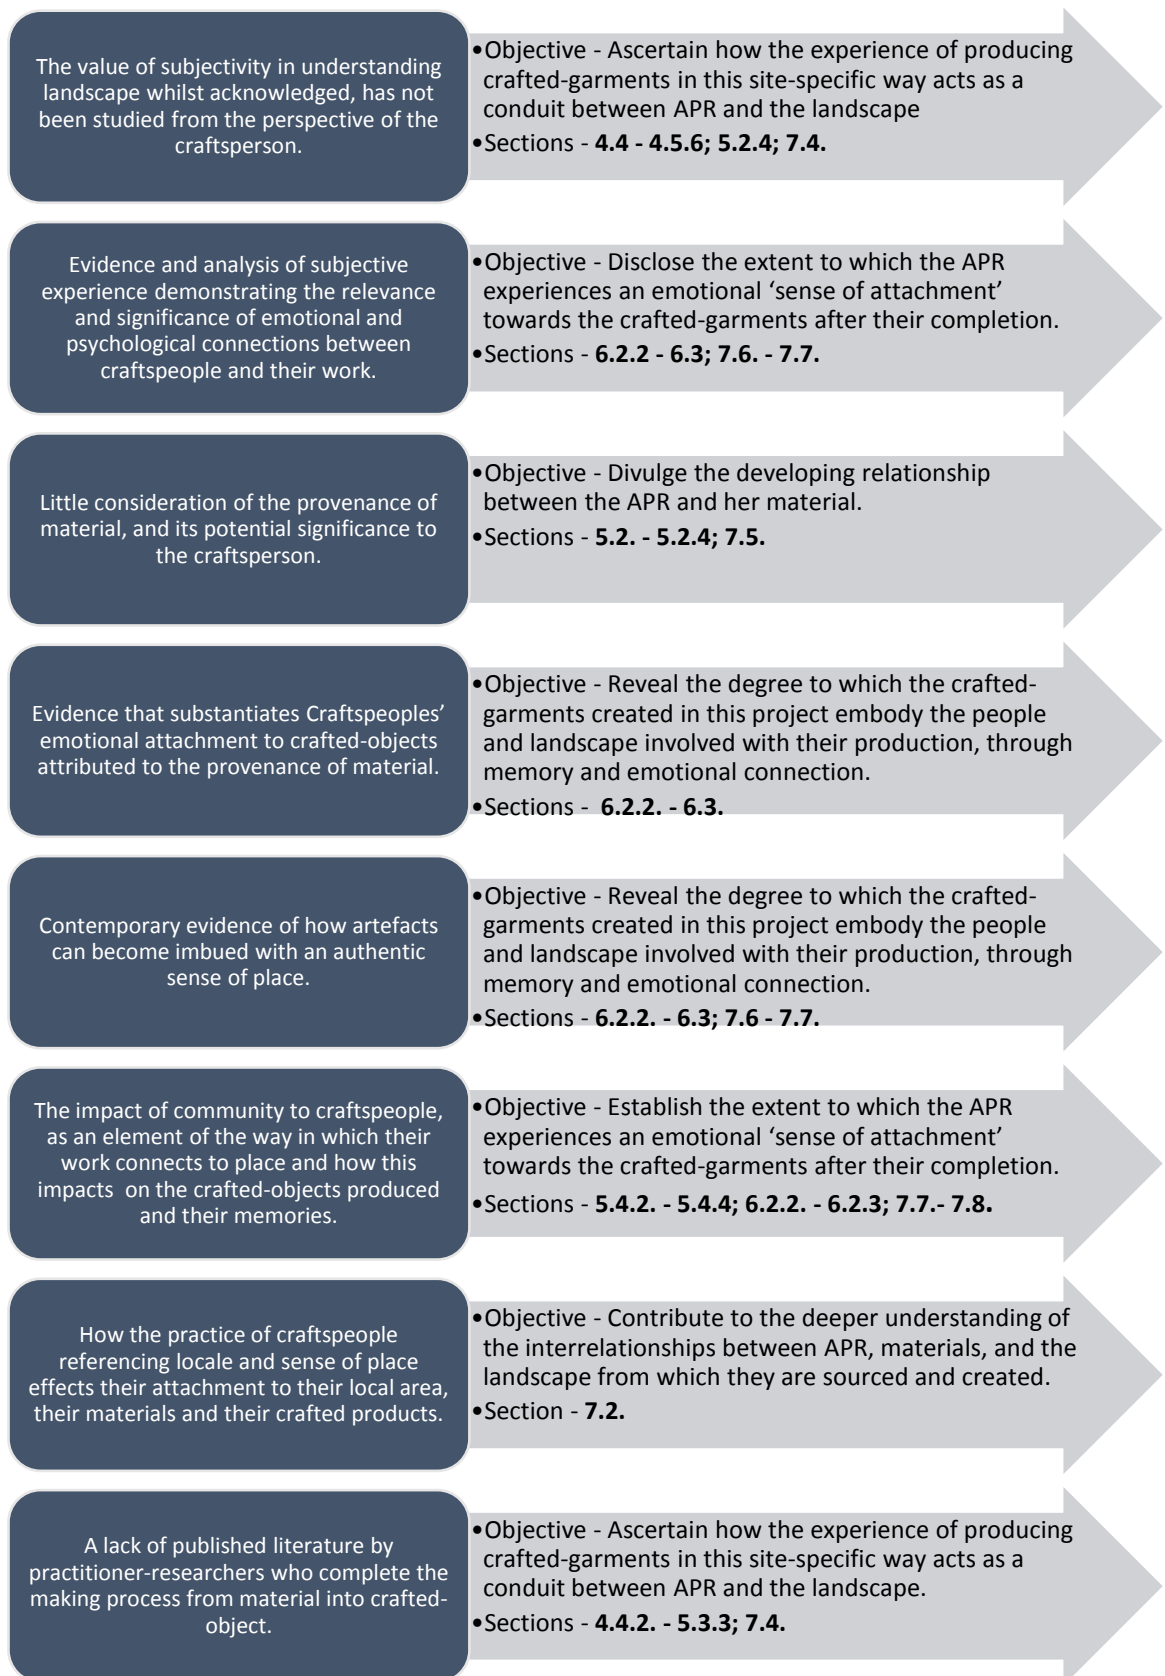 The value of subjectivity in understanding
landscape whilst acknowledged, has not
been studied from the perspective of the
craftsperson.
•Objective - Ascertain how the experience of producing
crafted-garments in this site-specific way acts as a
conduit between APR and the landscape
•Sections - 4.4 - 4.5.6; 5.2.4; 7.4.
Evidence and analysis of subjective
experience demonstrating the relevance
and significance of emotional and
psychological connections between
craftspeople and their work.
•Objective - Disclose the extent to which the APR
experiences an emotional ‘sense of attachment’
towards the crafted-garments after their completion.
•Sections - 6.2.2 - 6.3; 7.6. - 7.7.
Little consideration of the provenance of
material, and its potential significance to
the craftsperson.
•Objective - Divulge the developing relationship
between the APR and her material.
•Sections - 5.2. - 5.2.4; 7.5.
Evidence that substantiates Craftspeoples’
emotional attachment to crafted-objects
attributed to the provenance of material.
•Objective - Reveal the degree to which the crafted-
garments created in this project embody the people
and landscape involved with their production, through
memory and emotional connection.
•Sections - 6.2.2. - 6.3.
Contemporary evidence of how artefacts
can become imbued with an authentic
sense of place.
•Objective - Reveal the degree to which the crafted-
garments created in this project embody the people
and landscape involved with their production, through
memory and emotional connection.
•Sections - 6.2.2. - 6.3; 7.6 - 7.7.
The impact of community to craftspeople,
as an element of the way in which their
work connects to place and how this
impacts on the crafted-objects produced
and their memories.
•Objective - Establish the extent to which the APR
experiences an emotional ‘sense of attachment’
towards the crafted-garments after their completion.
•Sections - 5.4.2. - 5.4.4; 6.2.2. - 6.2.3; 7.7.- 7.8.
How the practice of craftspeople
referencing locale and sense of place
effects their attachment to their local area,
their materials and their crafted products.
•Objective - Contribute to the deeper understanding of
the interrelationships between APR, materials, and the
landscape from which they are sourced and created.
•Section - 7.2.
A lack of published literature by
practitioner-researchers who complete the
making process from material into crafted-
object.
•Objective - Ascertain how the experience of producing
crafted-garments in this site-specific way acts as a
conduit between APR and the landscape.
•Sections - 4.4.2. - 5.3.3; 7.4.